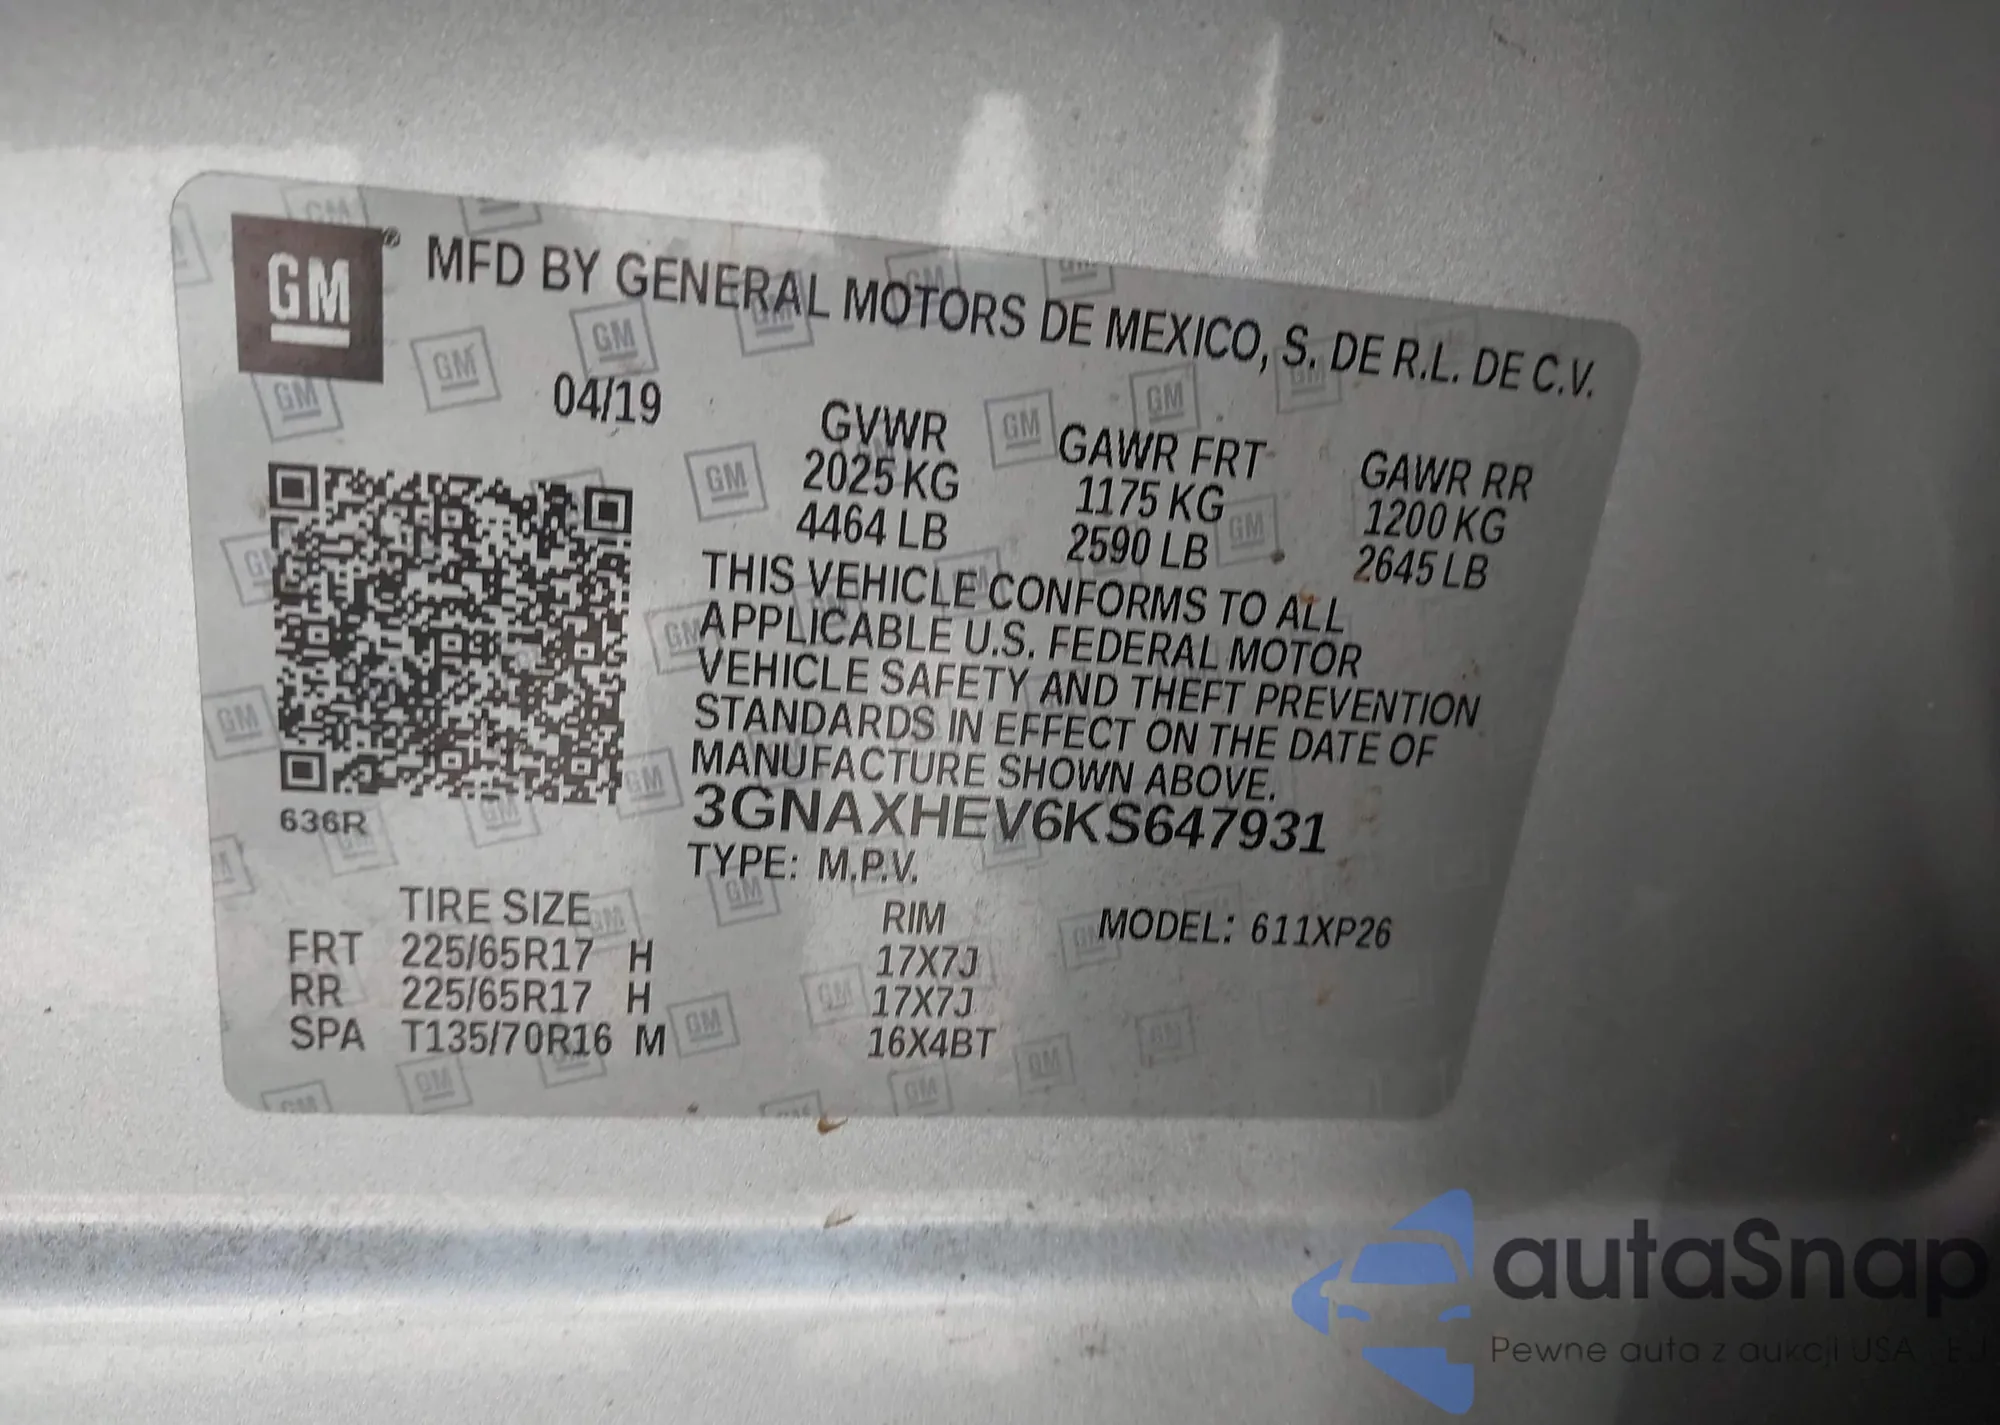 GM® MFD BY GENERAL MOTORS DE MEXICO, S. DE R.L. DE C.V.
04/19
GVWR GAWR FRT GAWR RR
2025 KG 1175 KG 1200 KG
4464 LB 2590 LB 2645 LB
THIS VEHICLE CONFORMS TO ALL
APPLICABLE U.S. FEDERAL MOTOR
VEHICLE SAFETY AND THEFT PREVENTION
STANDARDS IN EFFECT ON THE DATE OF
MANUFACTURE SHOWN ABOVE.
3GNAXHEV6KS647931
636R
TYPE: M.P.V.
TIRE SIZE RIM MODEL: 611XP26
FRT 225/65R17 H 17X7J
RR 225/65R17 H 17X7J
SPA T135/70R16 M 16X4BT
autaSnap
Pewne auta z aukcji USA i EU